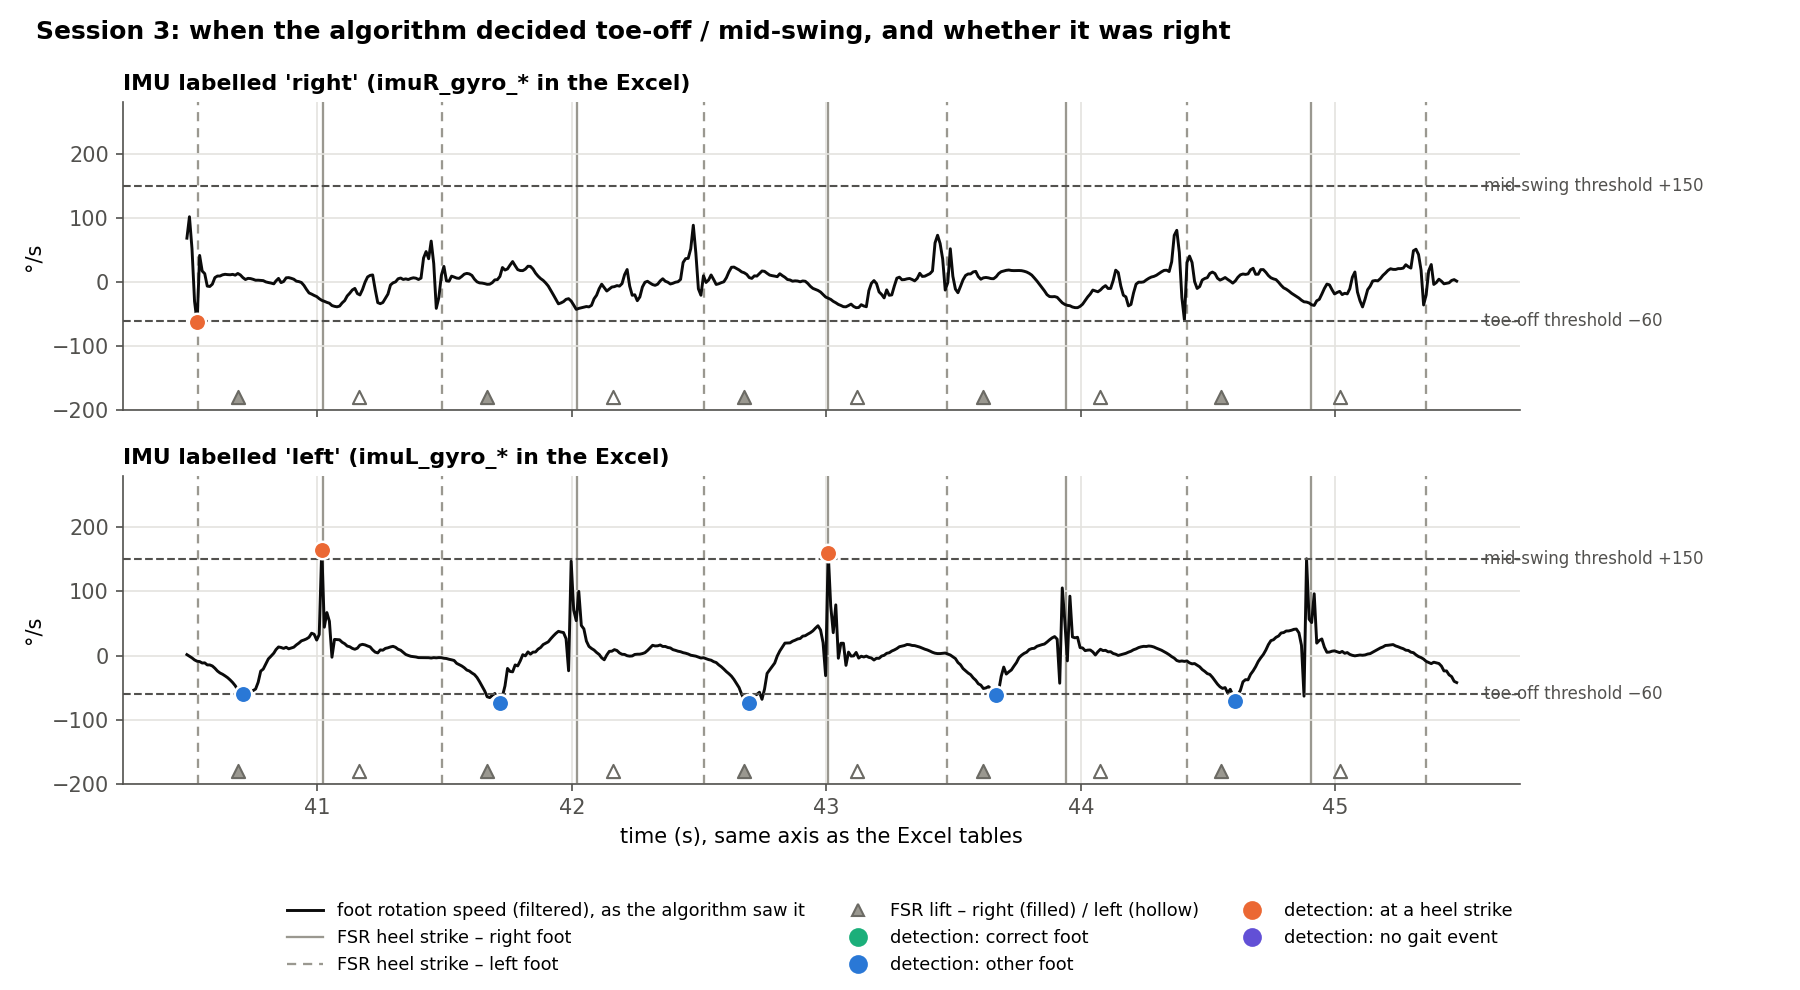 Session 3: when the algorithm decided toe-off / mid-swing, and whether it was right
IMU labelled 'right' (imuR_gyro_* in the Excel)
°/s
200
100
0
−100
−200
mid-swing threshold +150
toe-off threshold −60
IMU labelled 'left' (imuL_gyro_* in the Excel)
°/s
200
100
0
−100
−200
mid-swing threshold +150
toe-off threshold −60
41 42 43 44 45
time (s), same axis as the Excel tables
foot rotation speed (filtered), as the algorithm saw it
FSR heel strike – right foot
FSR heel strike – left foot
FSR lift – right (filled) / left (hollow)
detection: correct foot
detection: other foot
detection: at a heel strike
detection: no gait event